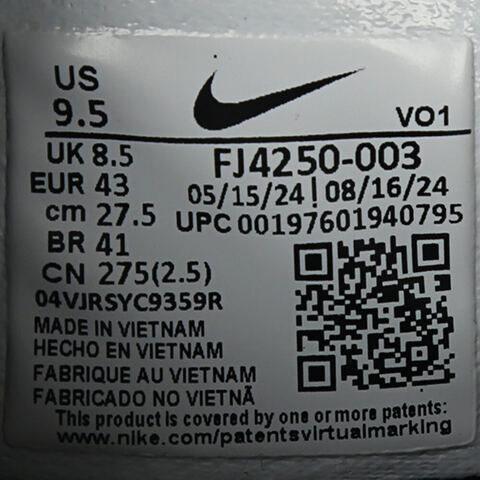 US
9.5
VO1
UK 8.5
FJ4250-003
EUR 43
05/15/24 | 08/16/24
cm 27.5
UPC 00197601940795
BR 41
CN 275(2.5)
04VJRSYC9359R
MADE IN VIETNAM
HECHO EN VIETNAM
FABRIQUE AU VIETNAM
FABRICADO NO VIETNÃ
This product is covered by one or more patents:
www.nike.com/patentsvirtualmarking